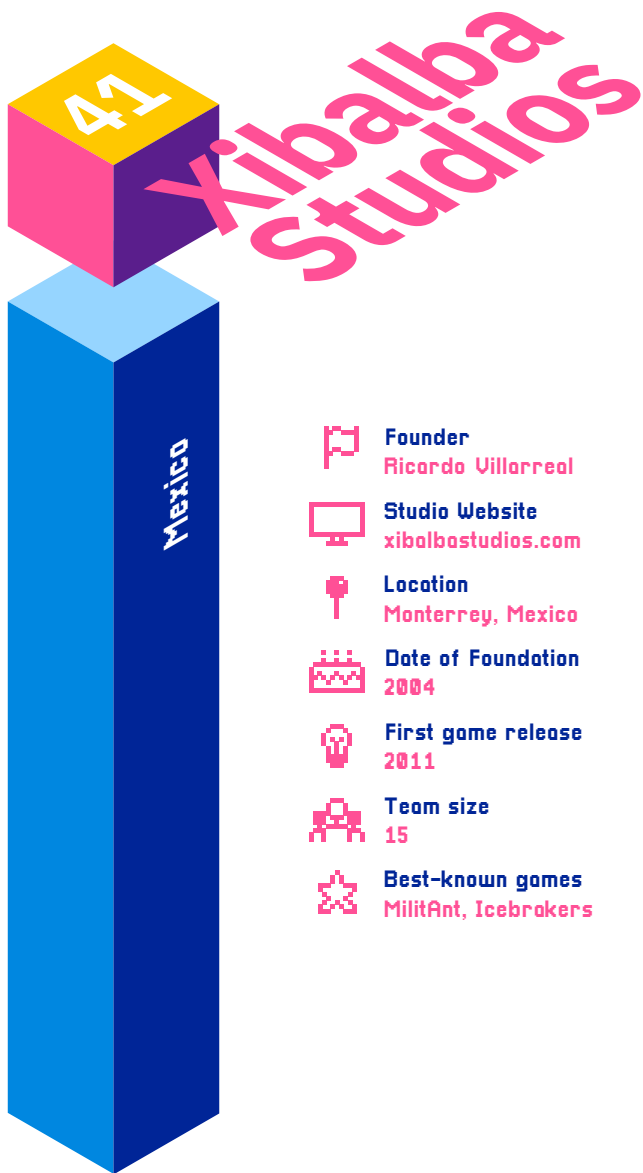 41
Xibalba
Studios
Mexico
Founder
Ricardo Villarreal
Studio Website
xibalbastudios.com
Location
Monterrey, Mexico
Date of Foundation
2004
First game release
2011
Team size
15
Best-known games
MilitAnt, Icebrakers